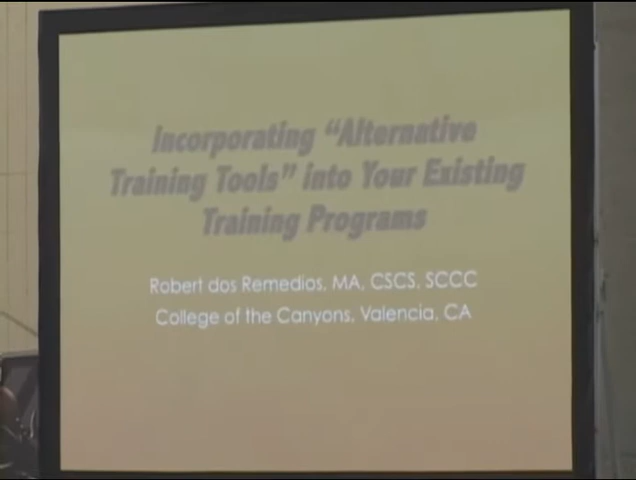 Incorporating “Alternative
Training Tools” into Your Existing
Training Programs
Robert dos Remedios, MA, CSCS, SCCC
College of the Canyons, Valencia, CA